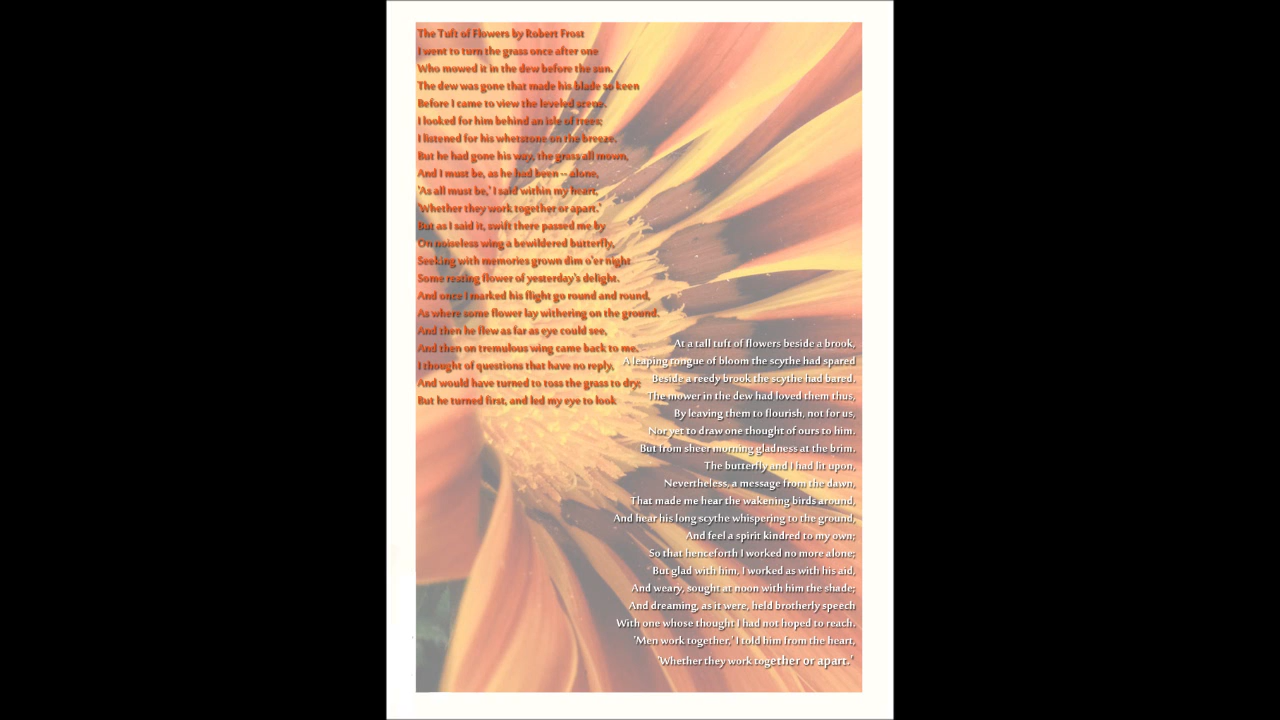 The Tuft of Flowers by Robert Frost
I went to turn the grass once after one
Who mowed it in the dew before the sun.
The dew was gone that made his blade so keen
Before I came to view the leveled scene.
I looked for him behind an isle of trees;
I listened for his whetstone on the breeze.
But he had gone his way, the grass all mown,
And I must be, as he had been -- alone,
'As all must be,' I said within my heart,
'Whether they work together or apart.'
But as I said it, swift there passed me by
On noiseless wing a bewildered butterfly,
Seeking with memories grown dim o'er night
Some resting flower of yesterday's delight.
And once I marked his flight go round and round,
As where some flower lay withering on the ground.
And then he flew as far as eye could see,
And then on tremulous wing came back to me.
I thought of questions that have no reply,
And would have turned to toss the grass to dry;
But he turned first, and led my eye to look
At a tall tuft of flowers beside a brook,
A leaping tongue of bloom the scythe had spared
Beside a reedy brook the scythe had bared.
The mower in the dew had loved them thus,
By leaving them to flourish, not for us,
Nor yet to draw one thought of ours to him.
But from sheer morning gladness at the brim.
The butterfly and I had lit upon,
Nevertheless, a message from the dawn,
That made me hear the wakening birds around,
And hear his long scythe whispering to the ground,
And feel a spirit kindred to my own;
So that henceforth I worked no more alone;
But glad with him, I worked as with his aid,
And weary, sought at noon with him the shade;
And dreaming, as it were, held brotherly speech
With one whose thought I had not hoped to reach.
'Men work together,' I told him from the heart,
'Whether they work together or apart.'